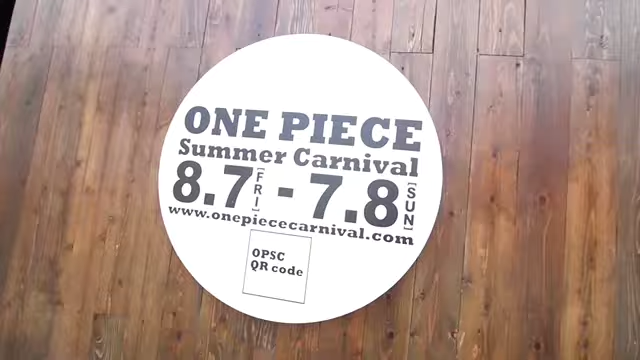 ONE PIECE
Summer Carnival
8.7[FRI] - 7.8[SUN]
www.onepiececarnival.com
OPSC
QR code